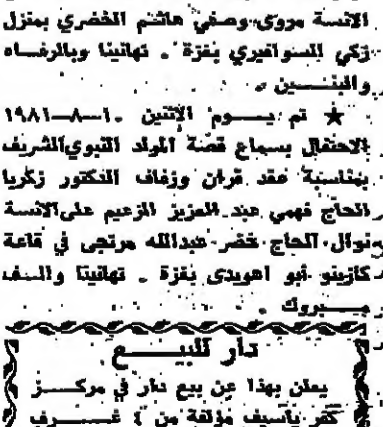 الانسة مروى وصفي هاشم الخضري بمنزل
زكي السوافيري بغزة . تهانينا وبالرفاه
والبنين .
★ تم يوم الاثنين ١٠-٨-١٩٨١
الاحتفال بسماع قصة المولد النبوي الشريف
بمناسبة عقد قران وزفاف الدكتور زكريا
الحاج فهمي عبد العزيز الزعيم على الانسة
نوال الحاج خضر عبدالله مرتجى في قاعة
كازينو أبو اهويدى بغزة . تهانينا والف
مبروك .
دار للبيع
يعلن بهذا عن بيع دار في مركز
كفر ياسيف مؤلفة من ٤ غرف